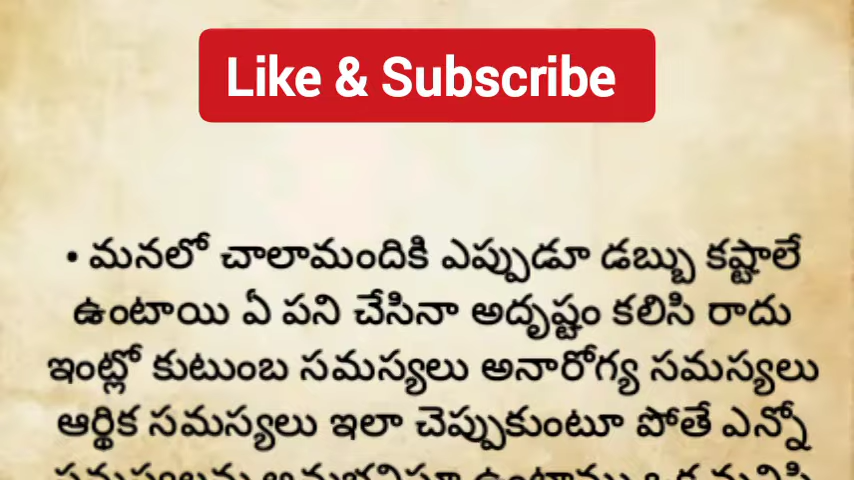 Like & Subscribe
• మనలో చాలామందికి ఎప్పుడూ డబ్బు కష్టాలే
ఉంటాయి ఏ పని చేసినా అదృష్టం కలిసి రాదు
ఇంట్లో కుటుంబ సమస్యలు అనారోగ్య సమస్యలు
ఆర్థిక సమస్యలు ఇలా చెప్పుకుంటూ పోతే ఎన్నో